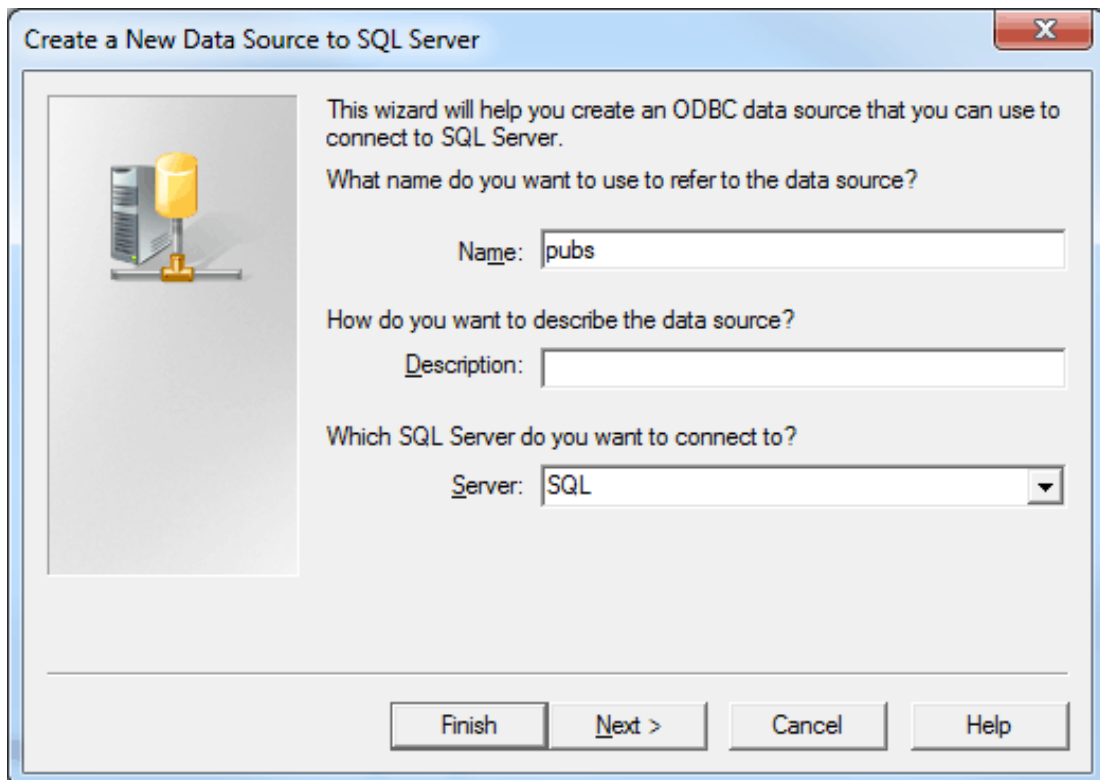 Create a New Data Source to SQL Server
This wizard will help you create an ODBC data source that you can use to
connect to SQL Server.
What name do you want to use to refer to the data source?
Name: pubs
How do you want to describe the data source?
Description:
Which SQL Server do you want to connect to?
Server: SQL
Finish Next > Cancel Help